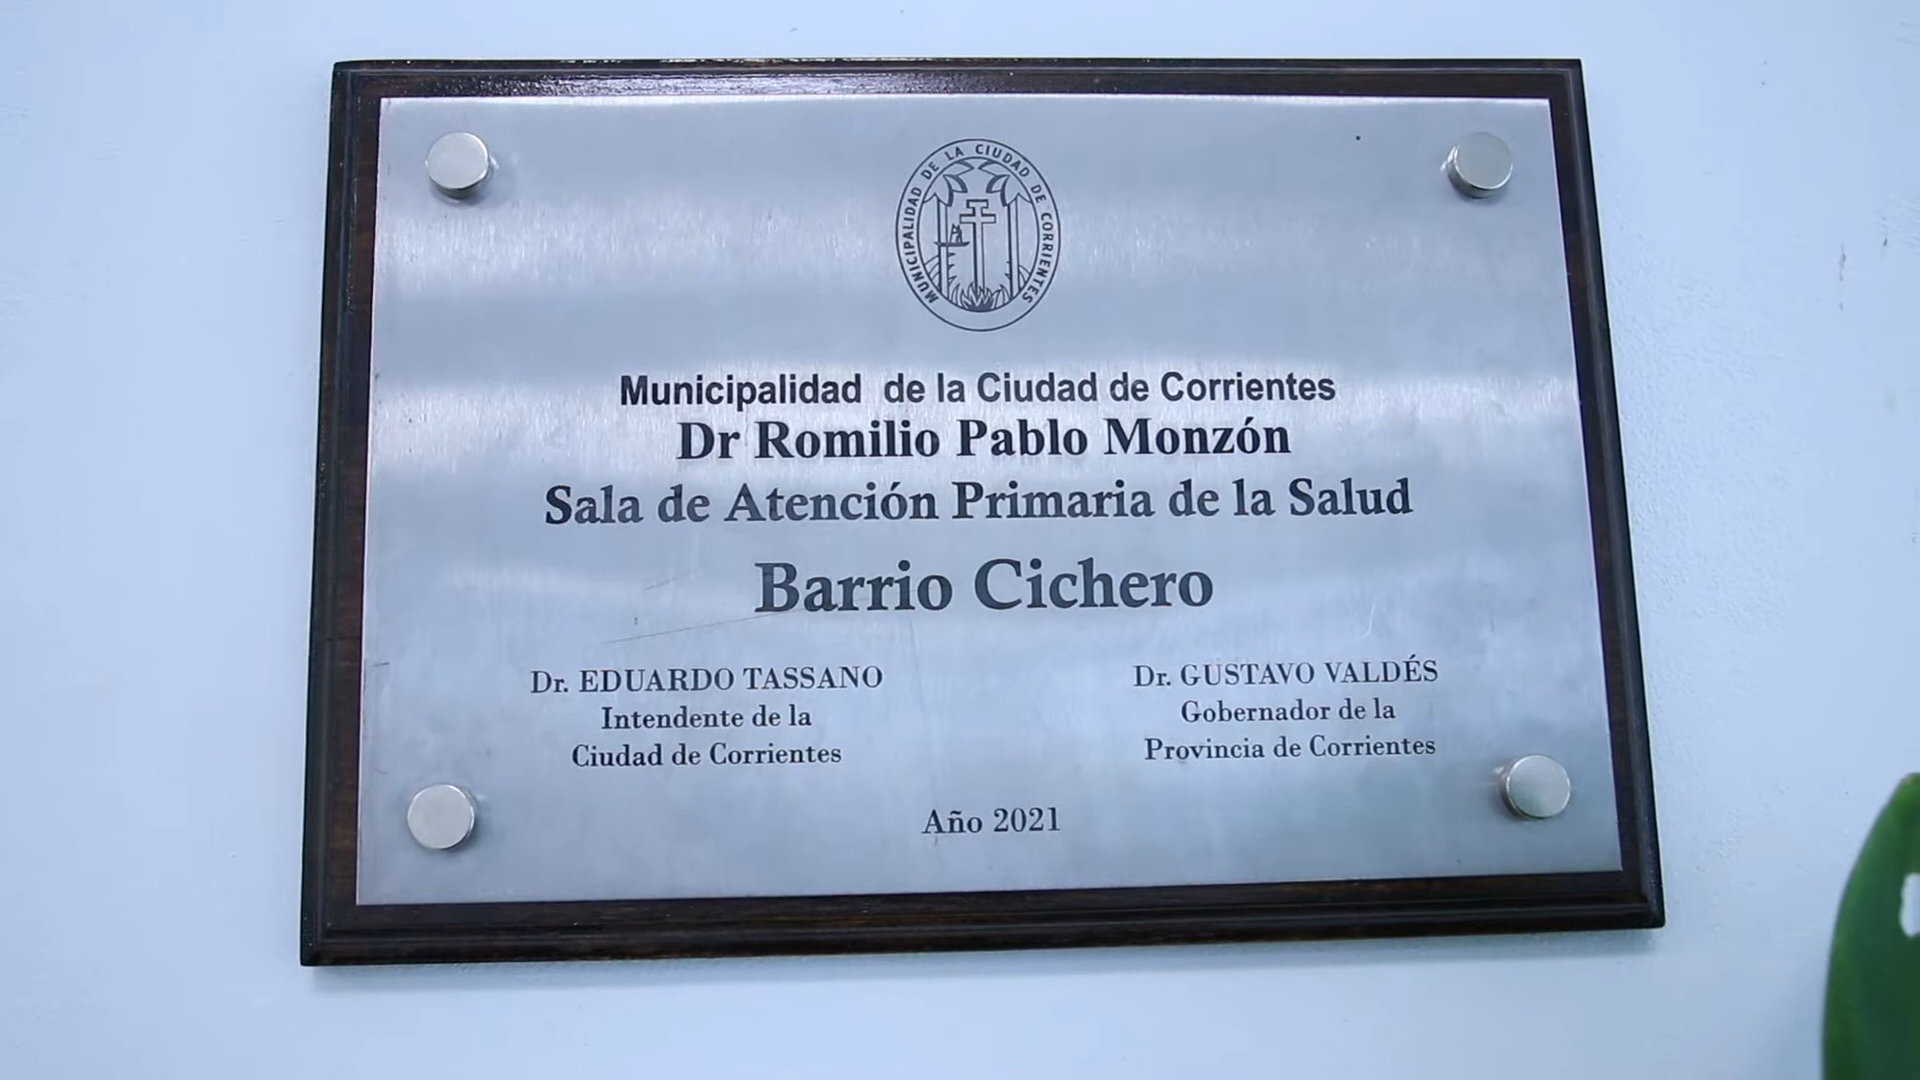 MUNICIPALIDAD DE LA CIUDAD DE CORRIENTES
Municipalidad de la Ciudad de Corrientes
Dr Romilio Pablo Monzón
Sala de Atención Primaria de la Salud
Barrio Cichero
Dr. EDUARDO TASSANO
Intendente de la
Ciudad de Corrientes
Dr. GUSTAVO VALDÉS
Gobernador de la
Provincia de Corrientes
Año 2021